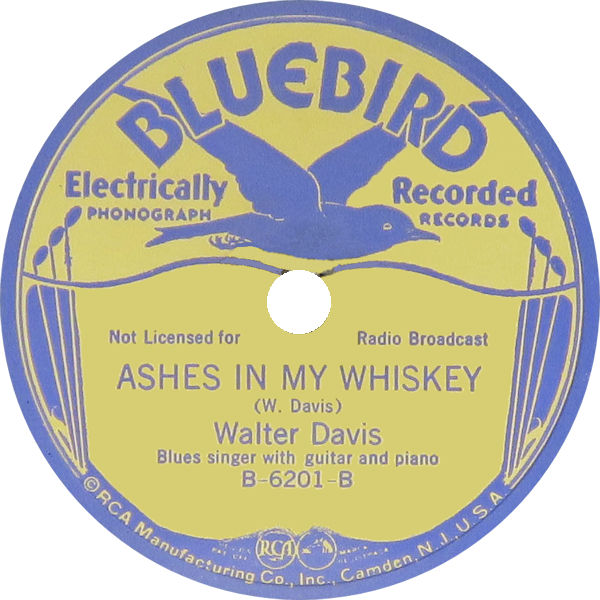 BLUEBIRD
Electrically Recorded
PHONOGRAPH RECORDS
Not Licensed for Radio Broadcast
ASHES IN MY WHISKEY
(W. Davis)
Walter Davis
Blues singer with guitar and piano
B-6201-B
RCA
©RCA Manufacturing Co., Inc., Camden, N.J., U.S.A.